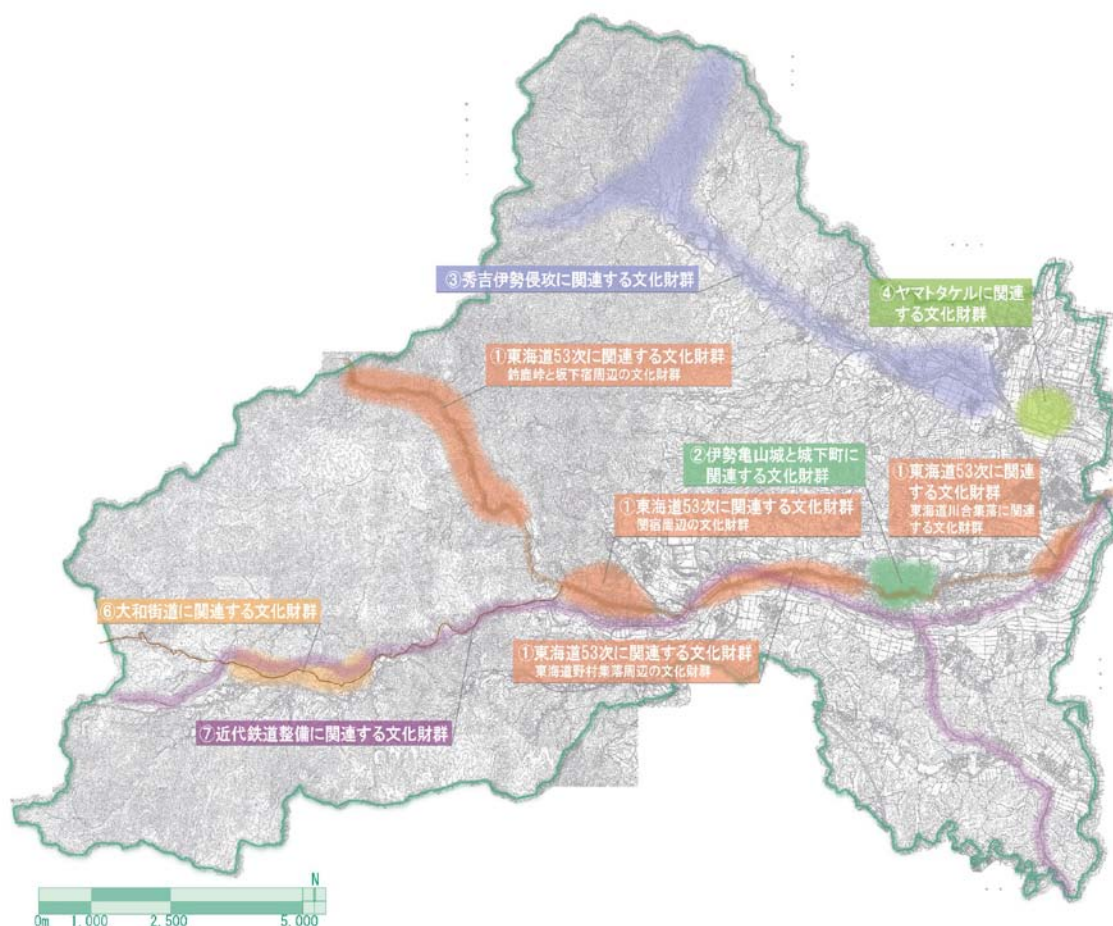 ③秀吉伊勢侵攻に関連する文化財群
④ヤマトタケルに関連
する文化財群
①東海道53次に関連する文化財群
鈴鹿峠と坂下宿周辺の文化財群
②伊勢亀山城と城下町に
関連する文化財群
①東海道53次に関連
する文化財群
東海道川合集落に関連
する文化財群
①東海道53次に関連する文化財群
関宿周辺の文化財群
⑥大和街道に関連する文化財群
①東海道53次に関連する文化財群
東海道野村集落周辺の文化財群
⑦近代鉄道整備に関連する文化財群
N
0m 1,000 2,500 5,000